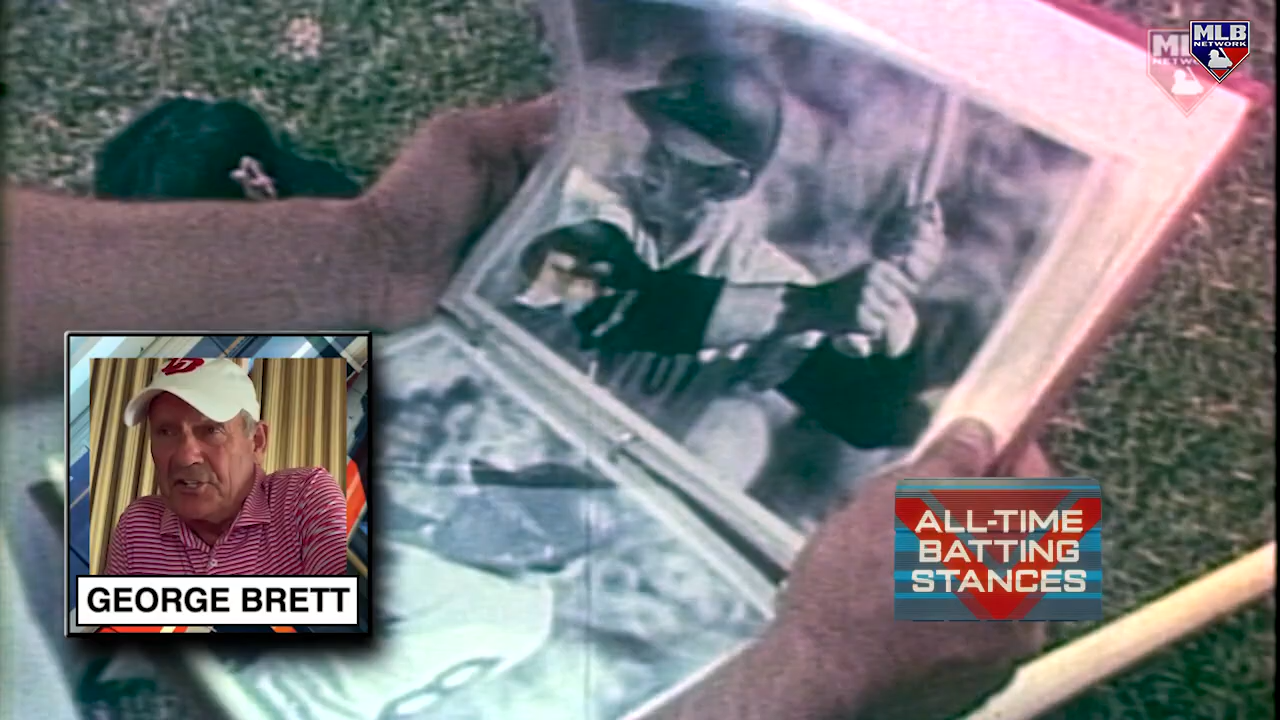 MLB
NETWORK
ALL-TIME
BATTING
STANCES
GEORGE BRETT